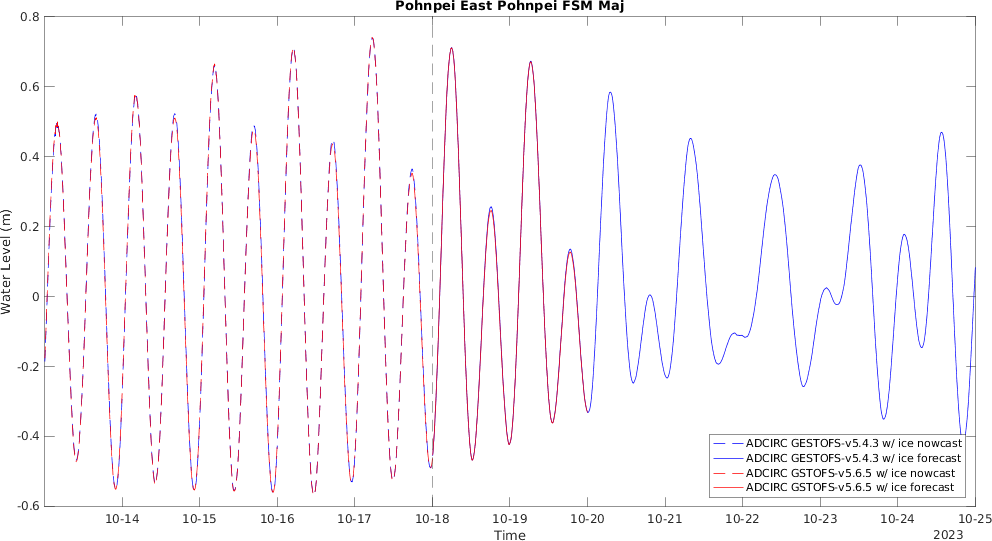 Pohnpei East Pohnpei FSM Maj
0.8
0.6
0.4
0.2
0
-0.2
-0.4
-0.6
Water Level (m)
ADCIRC GESTOFS-v5.4.3 w/ ice nowcast
ADCIRC GESTOFS-v5.4.3 w/ ice forecast
ADCIRC GSTOFS-v5.6.5 w/ ice nowcast
ADCIRC GSTOFS-v5.6.5 w/ ice forecast
10-14 10-15 10-16 10-17 10-18 10-19 10-20 10-21 10-22 10-23 10-24 10-25
Time
2023